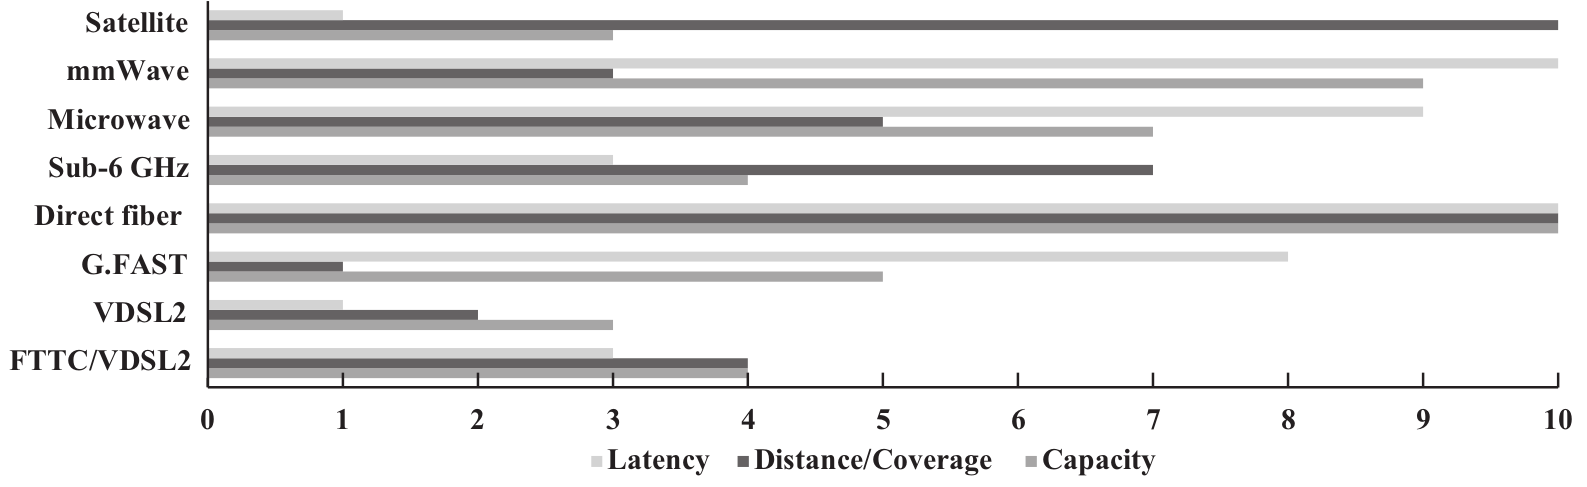 Satellite
mmWave
Microwave
Sub-6 GHz
Direct fiber
G.FAST
VDSL2
FTTC/VDSL2
0 1 2 3 4 5 6 7 8 9 10
Latency Distance/Coverage Capacity